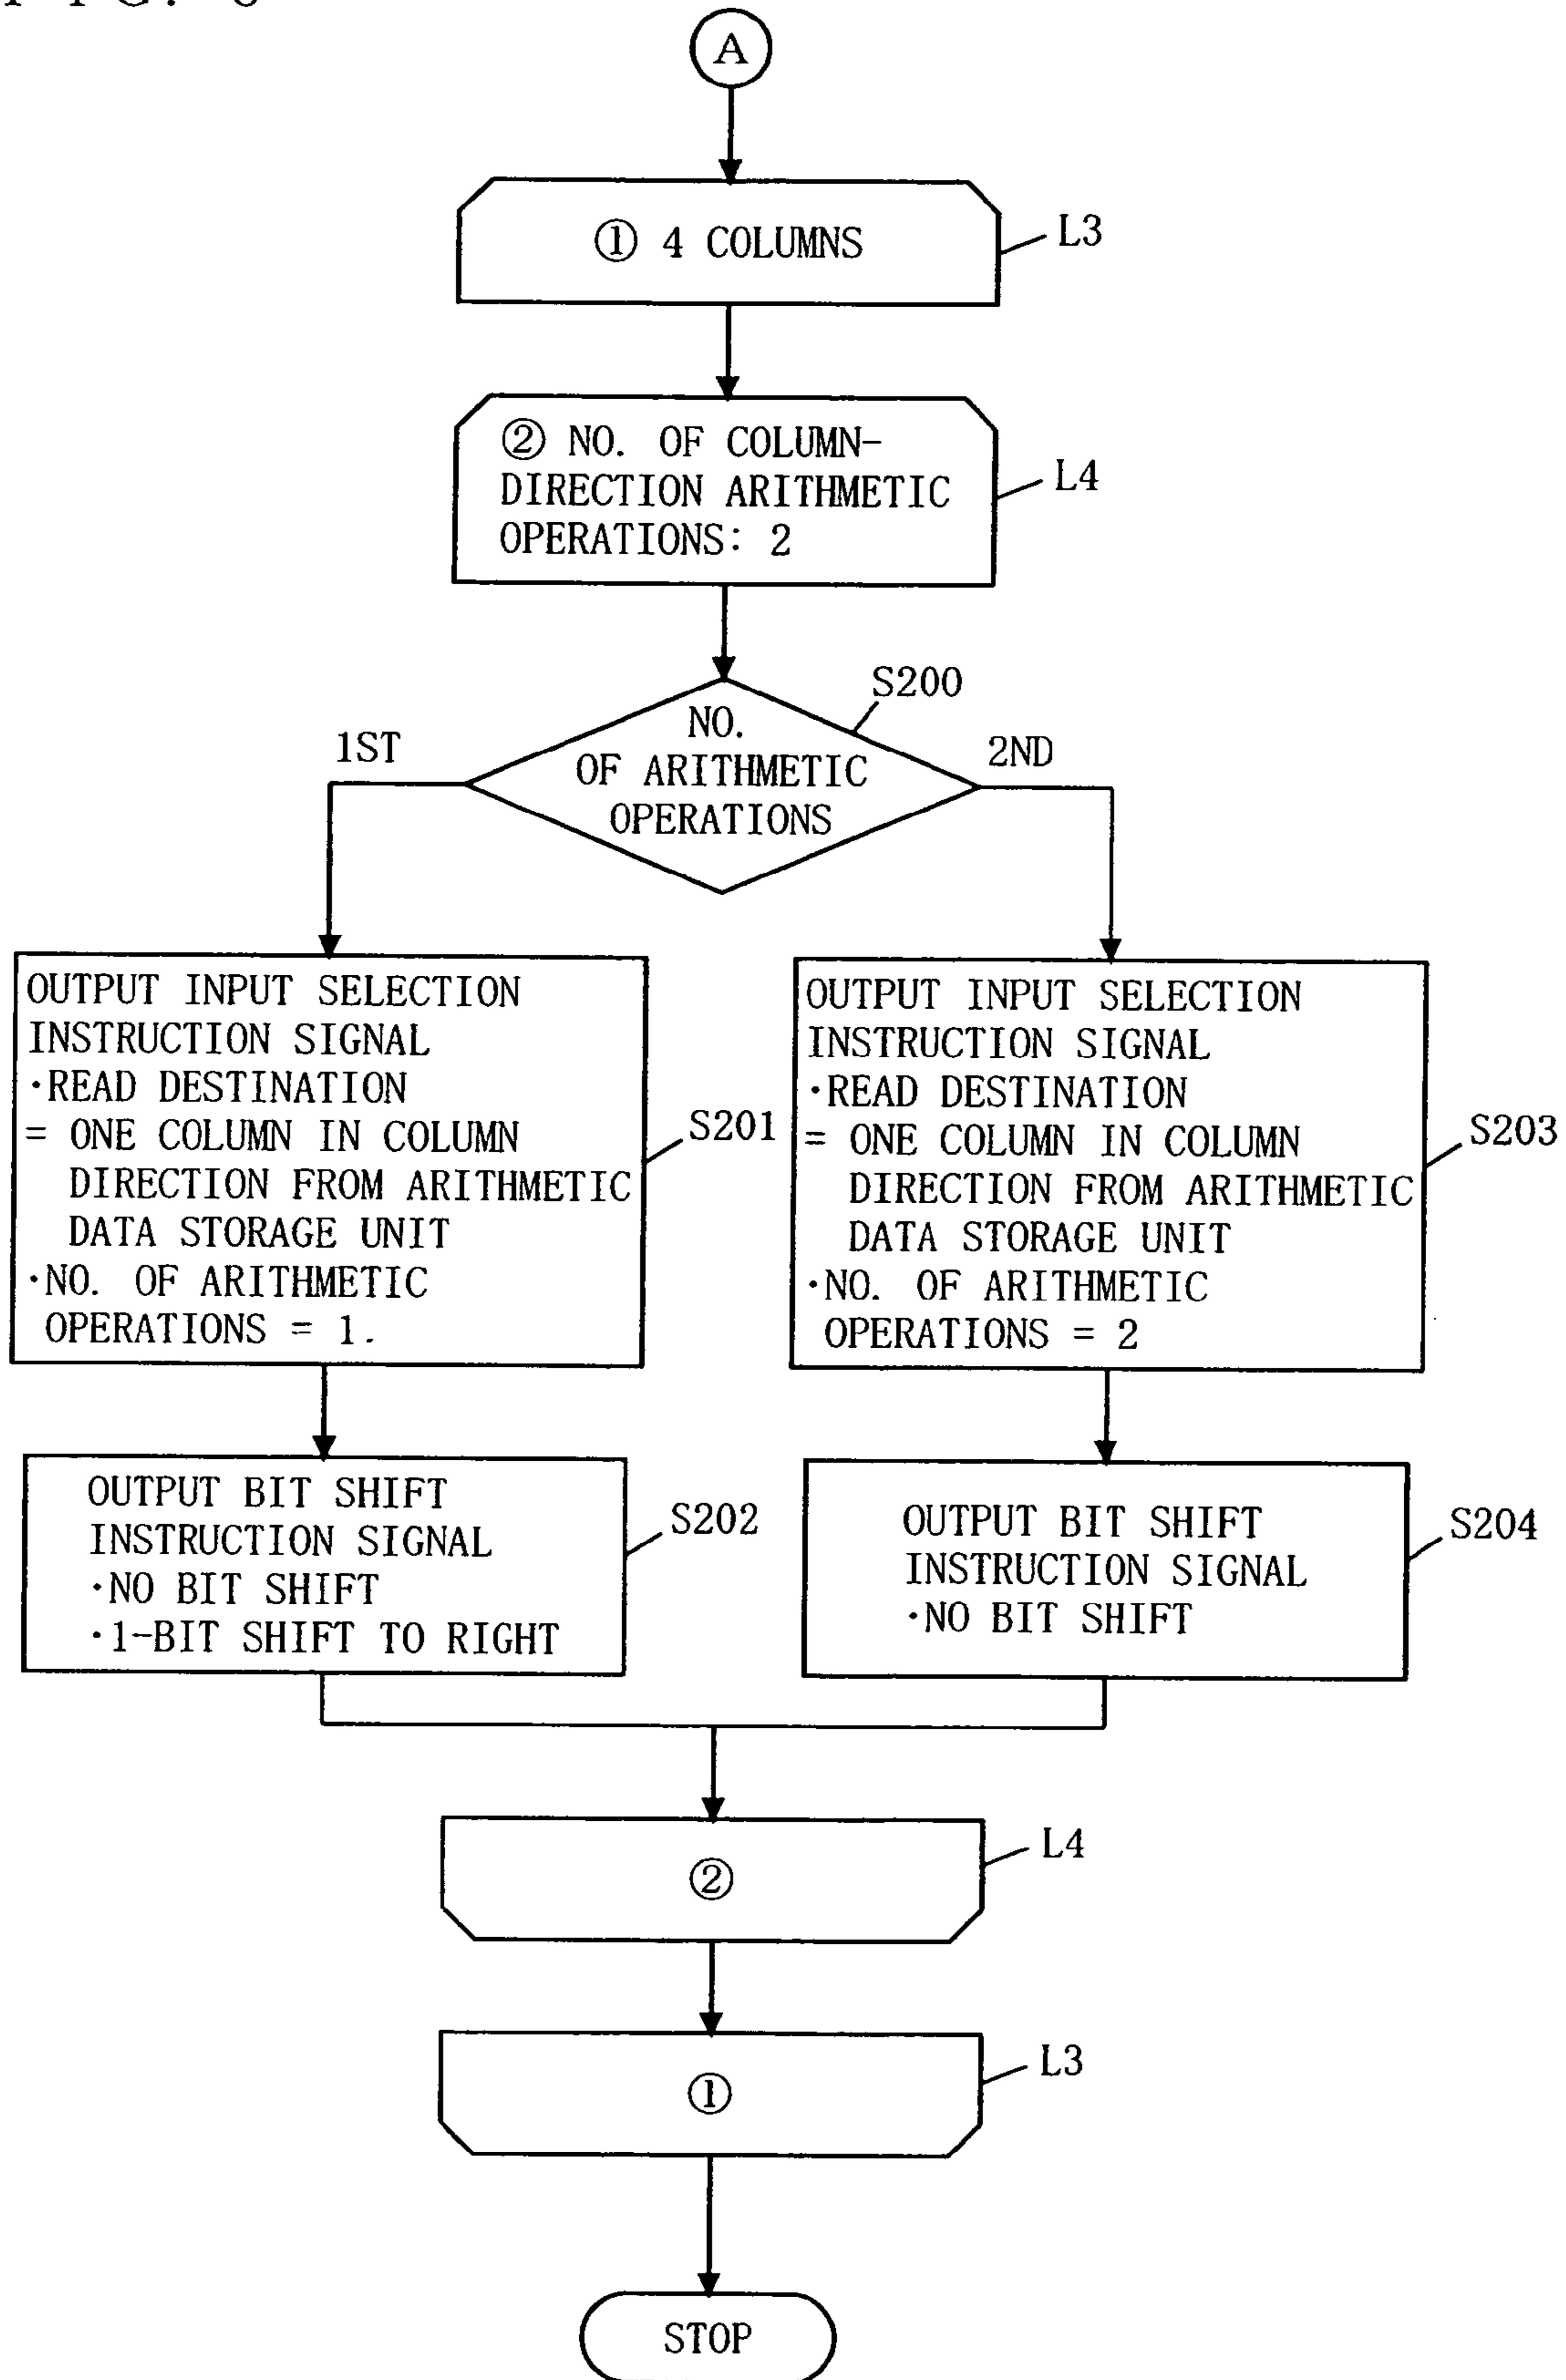 A
① 4 COLUMNS
L3
② NO. OF COLUMN-
DIRECTION ARITHMETIC
OPERATIONS: 2
L4
S200
NO.
OF ARITHMETIC
OPERATIONS
1ST
2ND
OUTPUT INPUT SELECTION
INSTRUCTION SIGNAL
·READ DESTINATION
= ONE COLUMN IN COLUMN
DIRECTION FROM ARITHMETIC
DATA STORAGE UNIT
·NO. OF ARITHMETIC
OPERATIONS = 1.
S201
OUTPUT INPUT SELECTION
INSTRUCTION SIGNAL
·READ DESTINATION
= ONE COLUMN IN COLUMN
DIRECTION FROM ARITHMETIC
DATA STORAGE UNIT
·NO. OF ARITHMETIC
OPERATIONS = 2
S203
OUTPUT BIT SHIFT
INSTRUCTION SIGNAL
·NO BIT SHIFT
·1-BIT SHIFT TO RIGHT
S202
OUTPUT BIT SHIFT
INSTRUCTION SIGNAL
·NO BIT SHIFT
S204
②
L4
①
L3
STOP